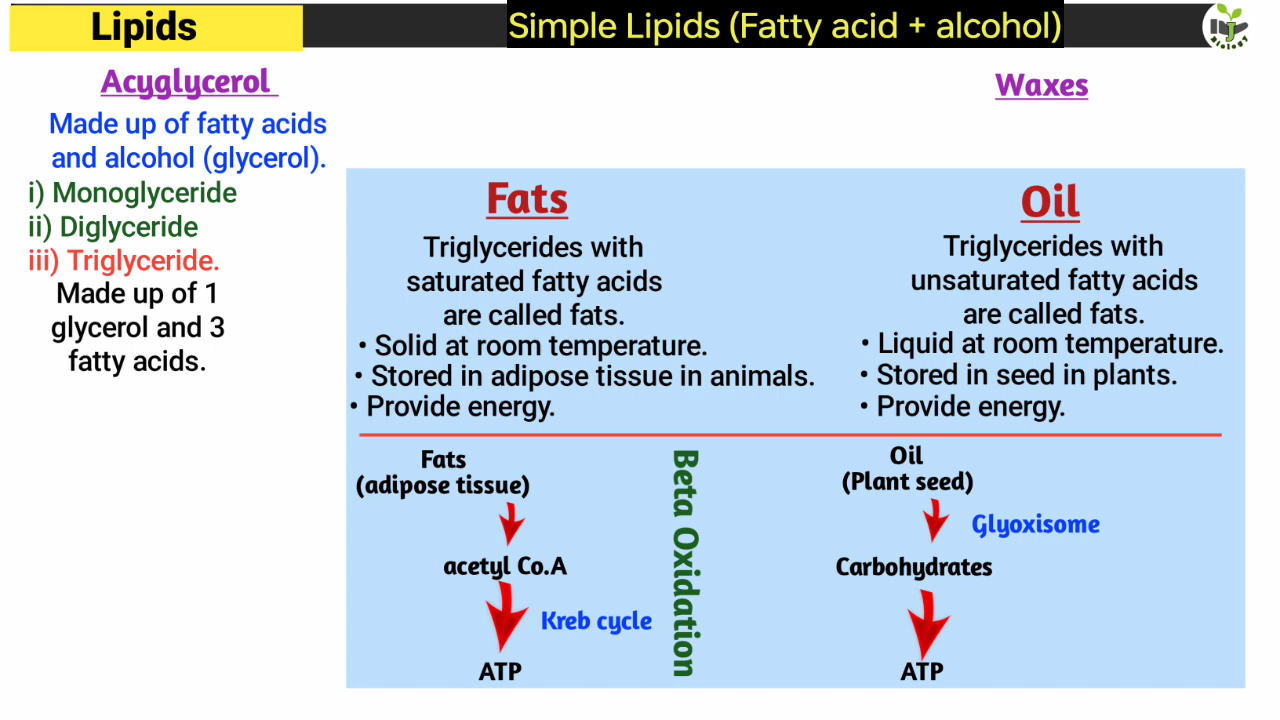 Lipids
Simple Lipids (Fatty acid + alcohol)
Biology
Acyglycerol
Made up of fatty acids
and alcohol (glycerol).
i) Monoglyceride
ii) Diglyceride
iii) Triglyceride.
Made up of 1
glycerol and 3
fatty acids.
Waxes
Fats
Triglycerides with
saturated fatty acids
are called fats.
• Solid at room temperature.
• Stored in adipose tissue in animals.
• Provide energy.
Oil
Triglycerides with
unsaturated fatty acids
are called fats.
• Liquid at room temperature.
• Stored in seed in plants.
• Provide energy.
Fats
(adipose tissue)
acetyl Co.A
Kreb cycle
ATP
Beta Oxidation
Oil
(Plant seed)
Glyoxisome
Carbohydrates
ATP